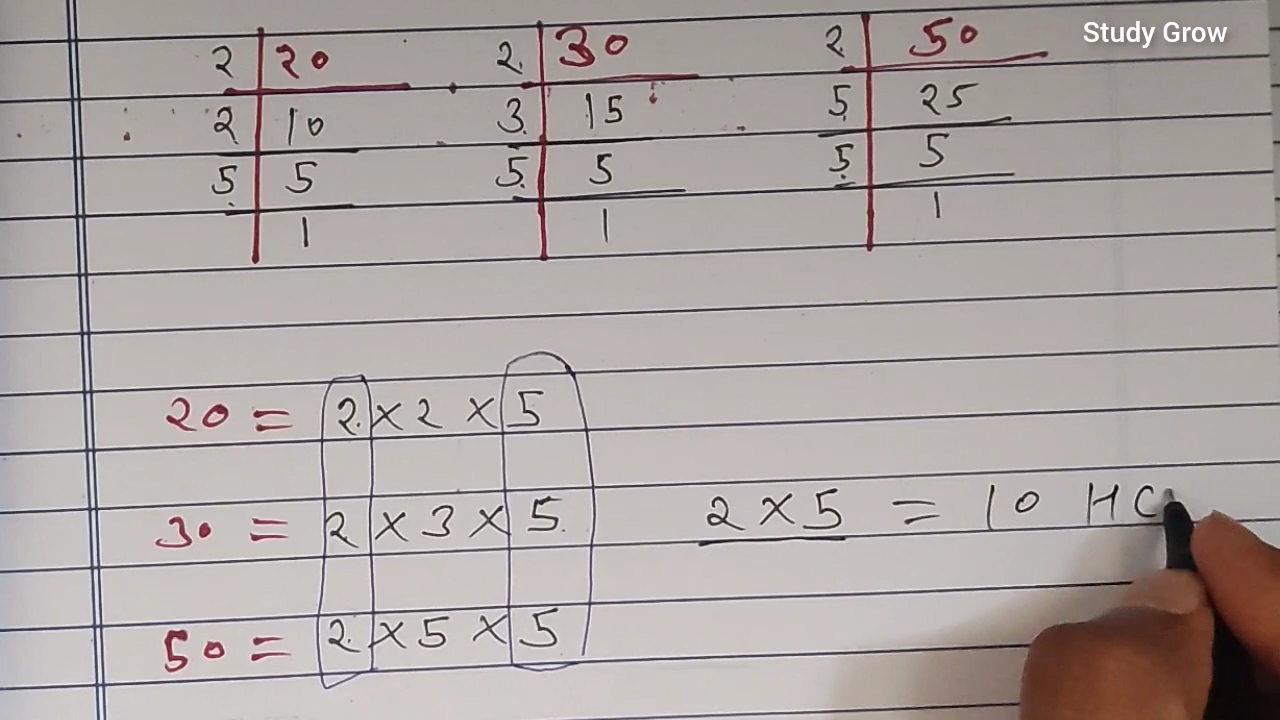 Study Grow
2 20 2 30 2 50
2 10 3 15 5 25
5 5 5 5 5 5
1 1 1
20 = 2 × 2 × 5
30 = 2 × 3 × 5
2 × 5 = 10 HC
50 = 2 × 5 × 5